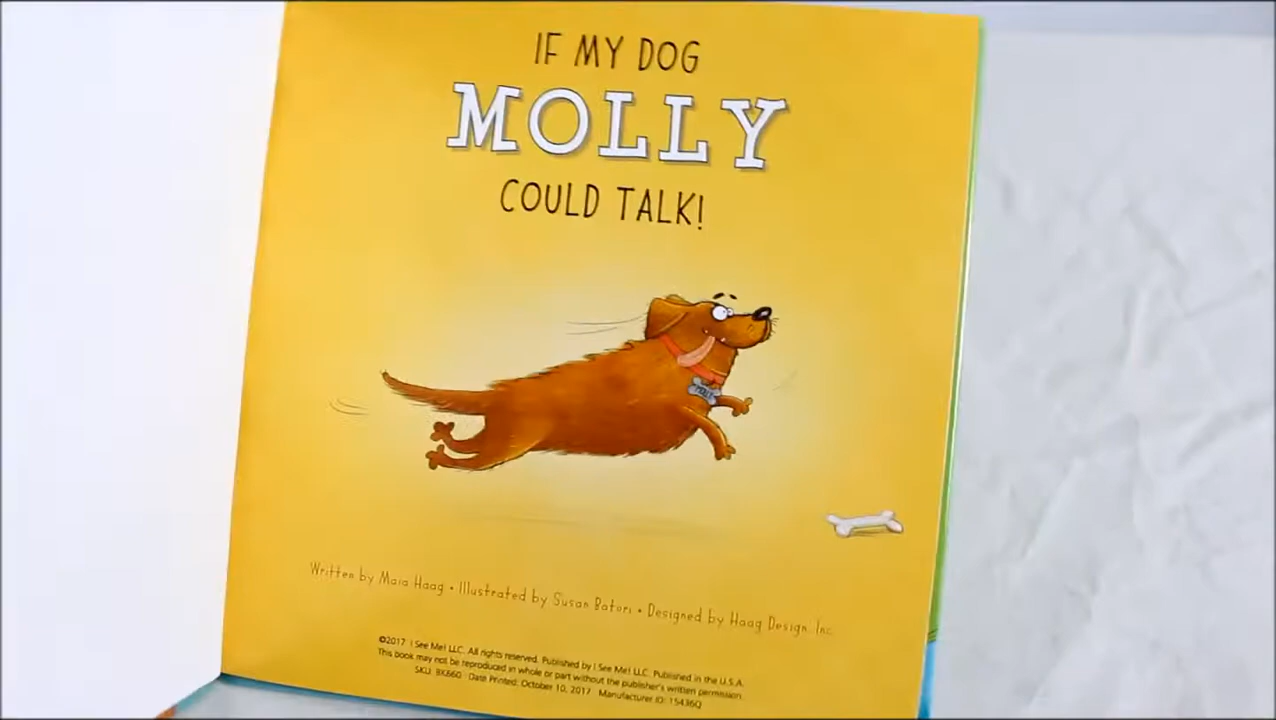 IF MY DOG
MOLLY
COULD TALK!
MOLLY
Written by Maia Haag • Illustrated by Susan Batori • Designed by Haag Design, Inc.
©2017 I See Me! LLC. All rights reserved. Published by I See Me! LLC. Published in the U.S.A.
This book may not be reproduced in whole or part without the publisher's written permission.
SKU: BK660 · Date Printed: October 10, 2017 Manufacturer ID: 15436Q